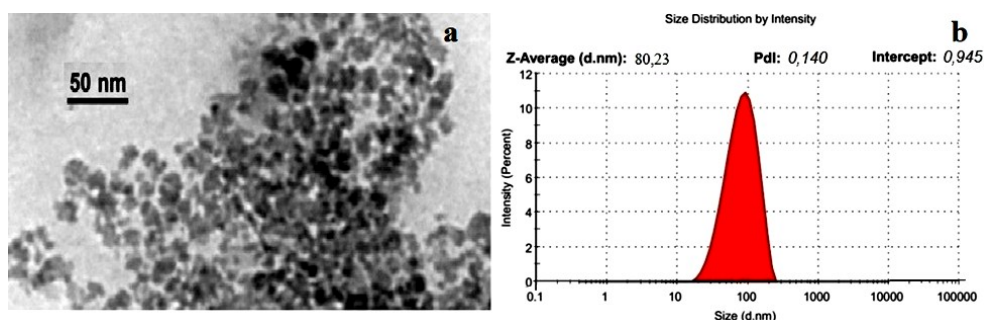 a
50 nm
Size Distribution by Intensity
b
Z-Average (d.nm): 80,23 PdI: 0,140 Intercept: 0,945
Intensity (Percent)
12
10
8
6
4
2
0
0.1 1 10 100 1000 10000 100000
Size (d.nm)